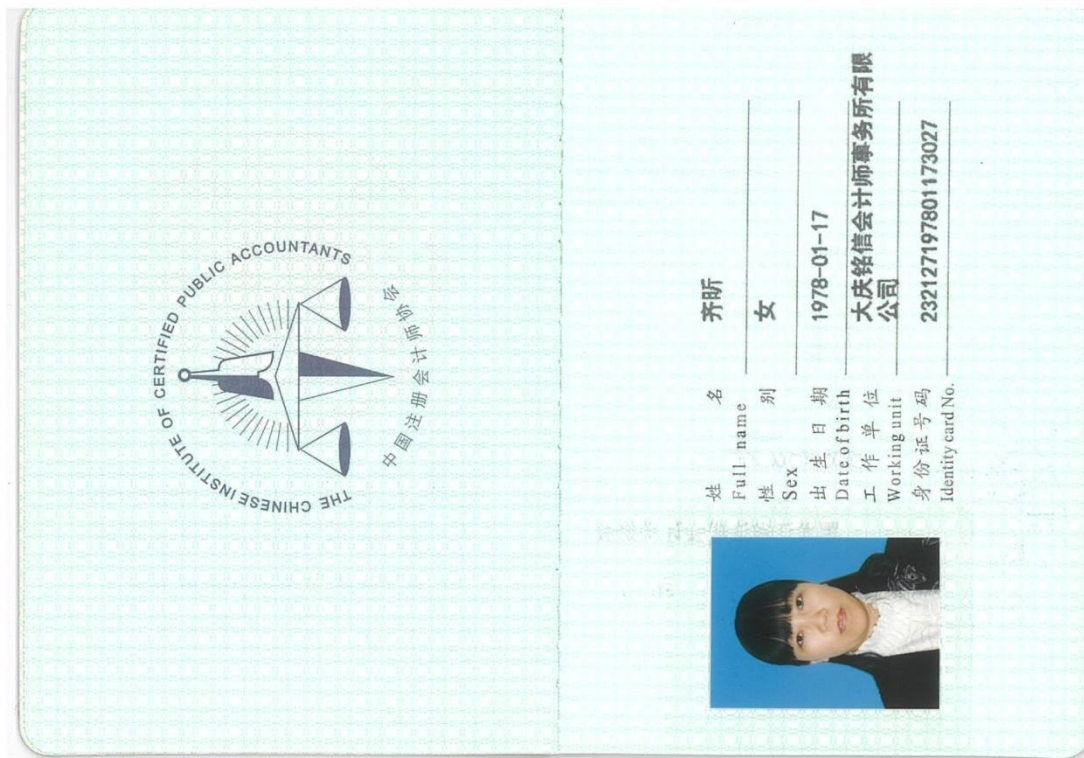 THE CHINESE INSTITUTE OF CERTIFIED PUBLIC ACCOUNTANTS
中国注册会计师协会
姓 名 齐昕
Full name
性 别 女
Sex
出生日期 1978-01-17
Date of birth
工作单位 大庆铭信会计师事务所有限
公司
Working unit
身份证号码 232127197801173027
Identity card No.